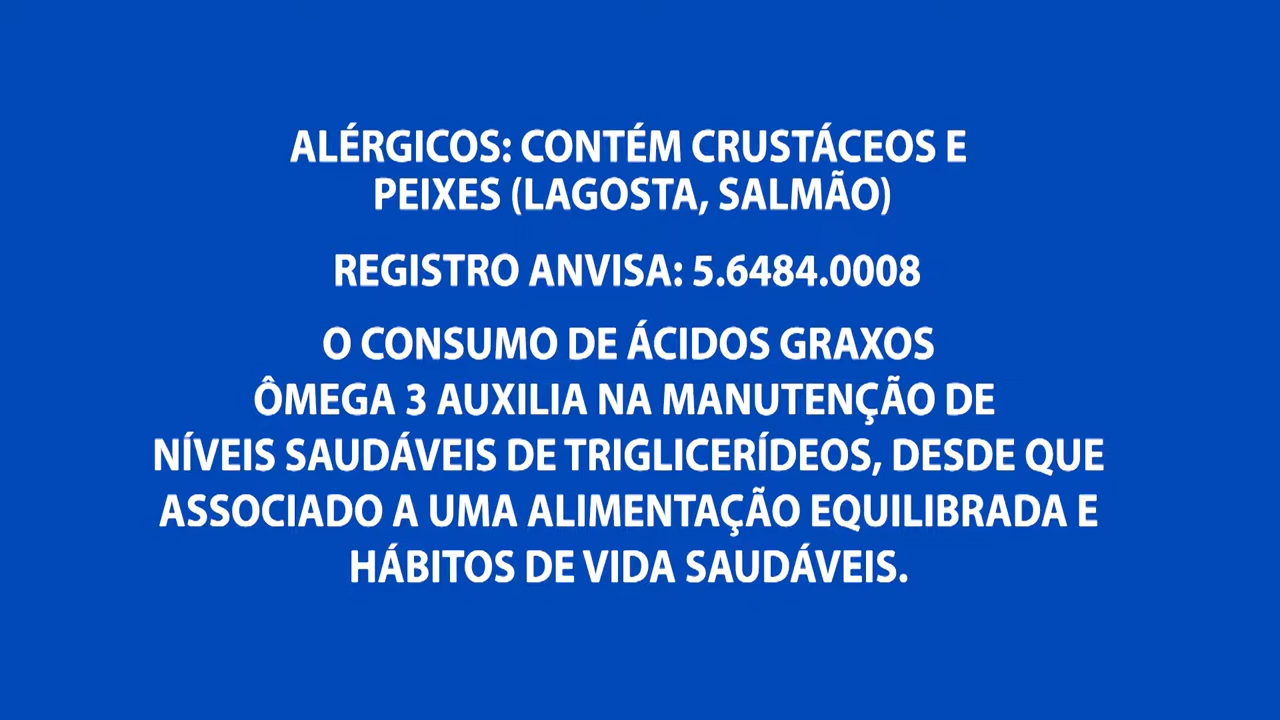 ALÉRGICOS: CONTÉM CRUSTÁCEOS E
PEIXES (LAGOSTA, SALMÃO)
REGISTRO ANVISA: 5.6484.0008
O CONSUMO DE ÁCIDOS GRAXOS
ÔMEGA 3 AUXILIA NA MANUTENÇÃO DE
NÍVEIS SAUDÁVEIS DE TRIGLICERÍDEOS, DESDE QUE
ASSOCIADO A UMA ALIMENTAÇÃO EQUILIBRADA E
HÁBITOS DE VIDA SAUDÁVEIS.